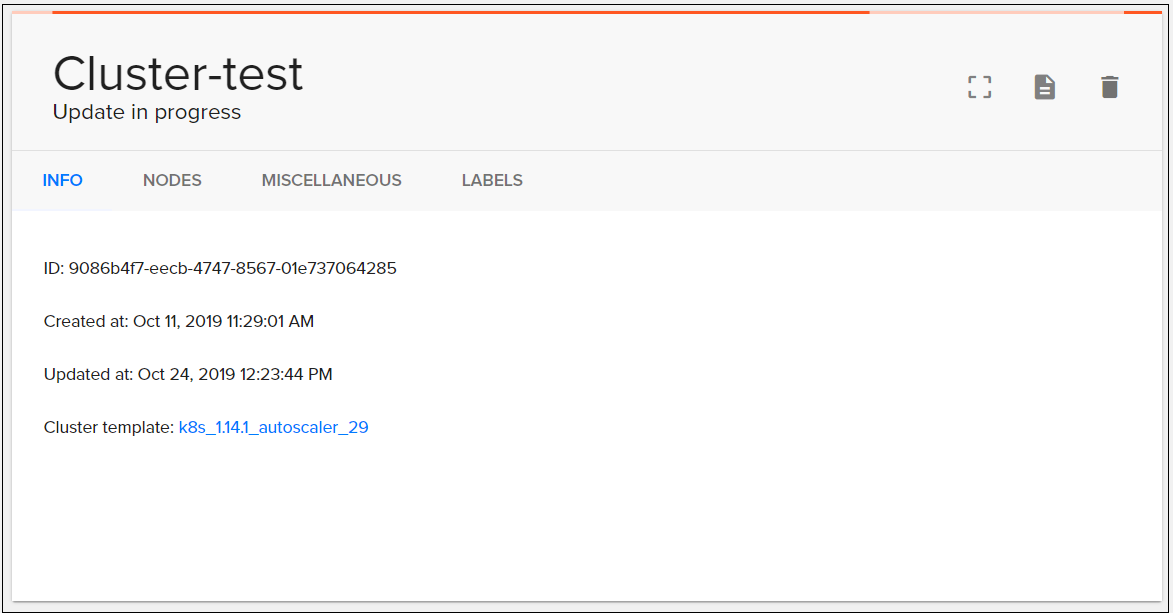 Cluster-test
Update in progress
INFO NODES MISCELLANEOUS LABELS
ID: 9086b4f7-eecb-4747-8567-01e737064285
Created at: Oct 11, 2019 11:29:01 AM
Updated at: Oct 24, 2019 12:23:44 PM
Cluster template: k8s_1.14.1_autoscaler_29